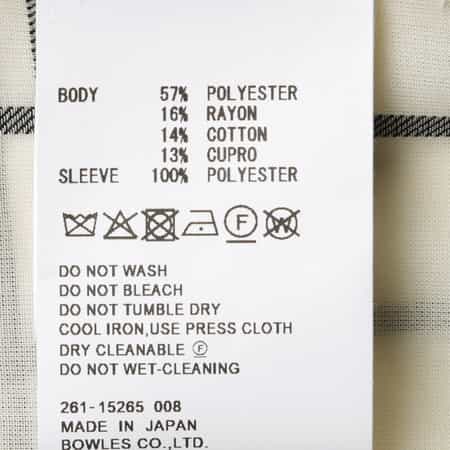 BODY 57% POLYESTER
16% RAYON
14% COTTON
13% CUPRO
SLEEVE 100% POLYESTER
F W
DO NOT WASH
DO NOT BLEACH
DO NOT TUMBLE DRY
COOL IRON,USE PRESS CLOTH
DRY CLEANABLE Ⓕ
DO NOT WET-CLEANING
261-15265 008
MADE IN JAPAN
BOWLES CO.,LTD.